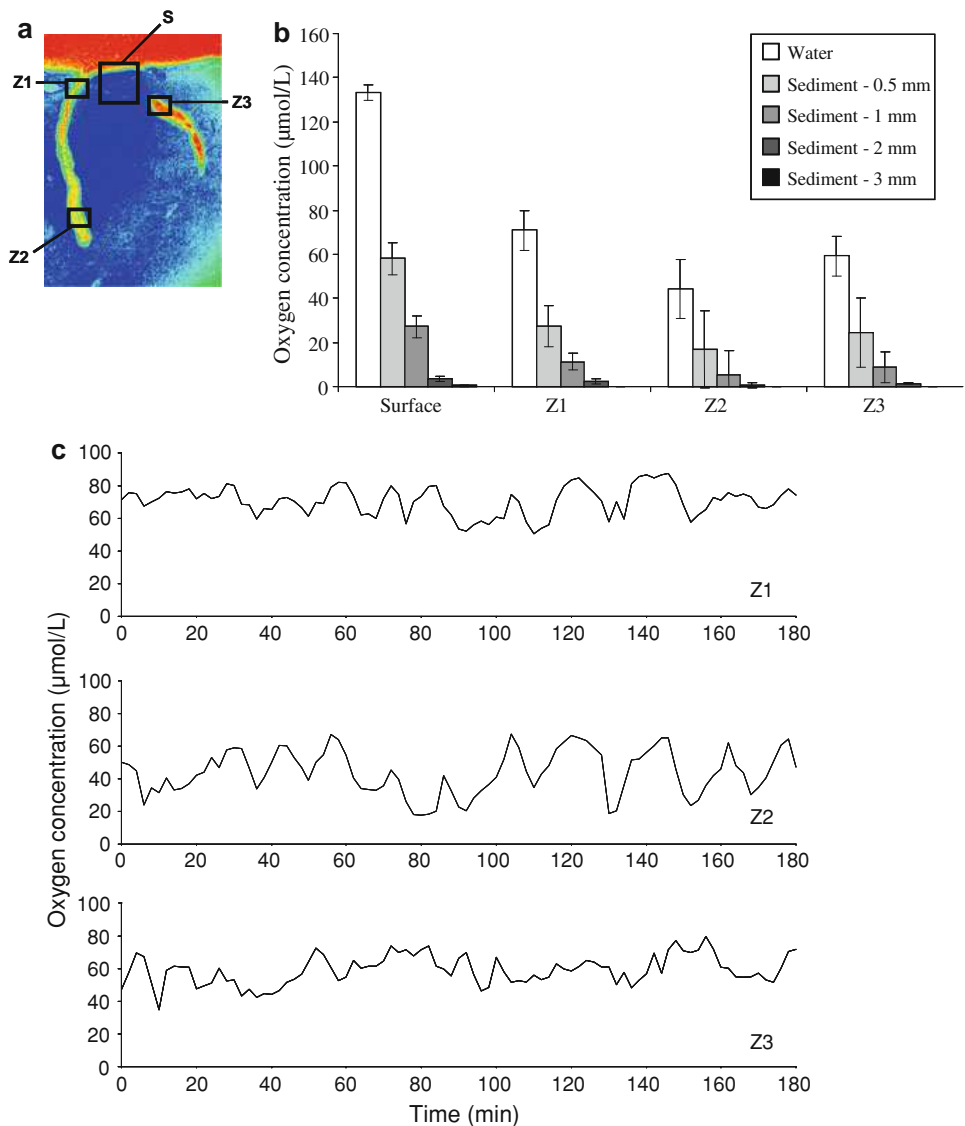 a
S
Z1
Z3
Z2
b
Oxygen concentration (µmol/L)
160
140
120
100
80
60
40
20
0
Water
Sediment - 0.5 mm
Sediment - 1 mm
Sediment - 2 mm
Sediment - 3 mm
Surface Z1 Z2 Z3
c
Oxygen concentration (µmol/L)
100
80
60
40
20
0
Z1
0 20 40 60 80 100 120 140 160 180
100
80
60
40
20
0
Z2
0 20 40 60 80 100 120 140 160 180
100
80
60
40
20
0
Z3
0 20 40 60 80 100 120 140 160 180
Time (min)